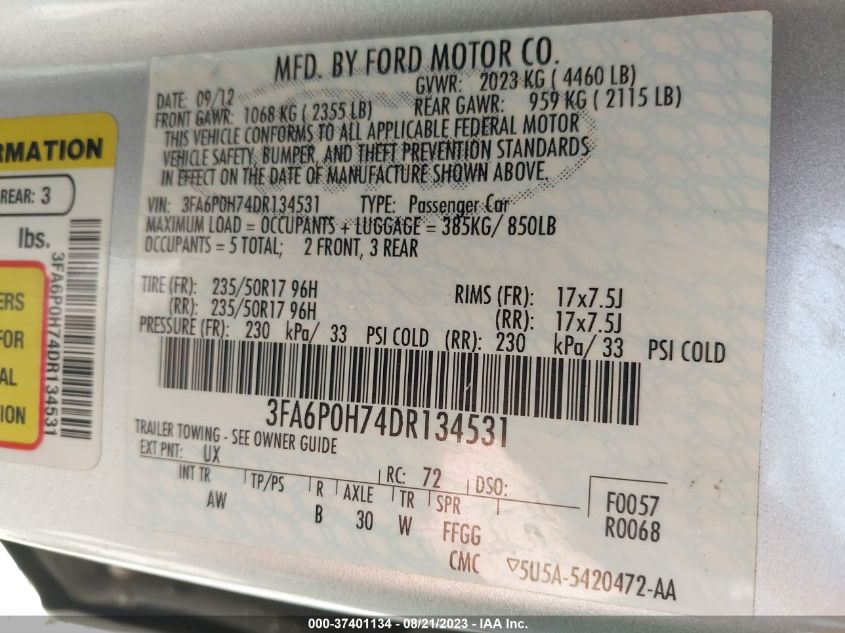 MFD. BY FORD MOTOR CO.
DATE: 09/12 GVWR: 2023 KG ( 4460 LB)
FRONT GAWR: 1068 KG ( 2355 LB) REAR GAWR: 959 KG ( 2115 LB)
THIS VEHICLE CONFORMS TO ALL APPLICABLE FEDERAL MOTOR
VEHICLE SAFETY, BUMPER, AND THEFT PREVENTION STANDARDS
IN EFFECT ON THE DATE OF MANUFACTURE SHOWN ABOVE.
VIN: 3FA6P0H74DR134531 TYPE: Passenger Car
MAXIMUM LOAD = OCCUPANTS + LUGGAGE = 385KG/ 850LB
OCCUPANTS = 5 TOTAL; 2 FRONT, 3 REAR
TIRE (FR): 235/50R17 96H RIMS (FR): 17x7.5J
(RR): 235/50R17 96H (RR): 17x7.5J
PRESSURE (FR): 230 kPa/ 33 PSI COLD (RR): 230 kPa/ 33 PSI COLD
3FA6P0H74DR134531
TRAILER TOWING - SEE OWNER GUIDE
EXT PNT: UX RC: 72 DSO:
INT TR TP/PS R AXLE TR SPR F0057
AW B 30 W FFGG R0068
CMC ▽5U5A-5420472-AA
RMATION
REAR: 3
lbs.
3FA6P0H74DR134531
ERS
FOR
AL
ION
000-37401134 - 08/21/2023 - IAA Inc.